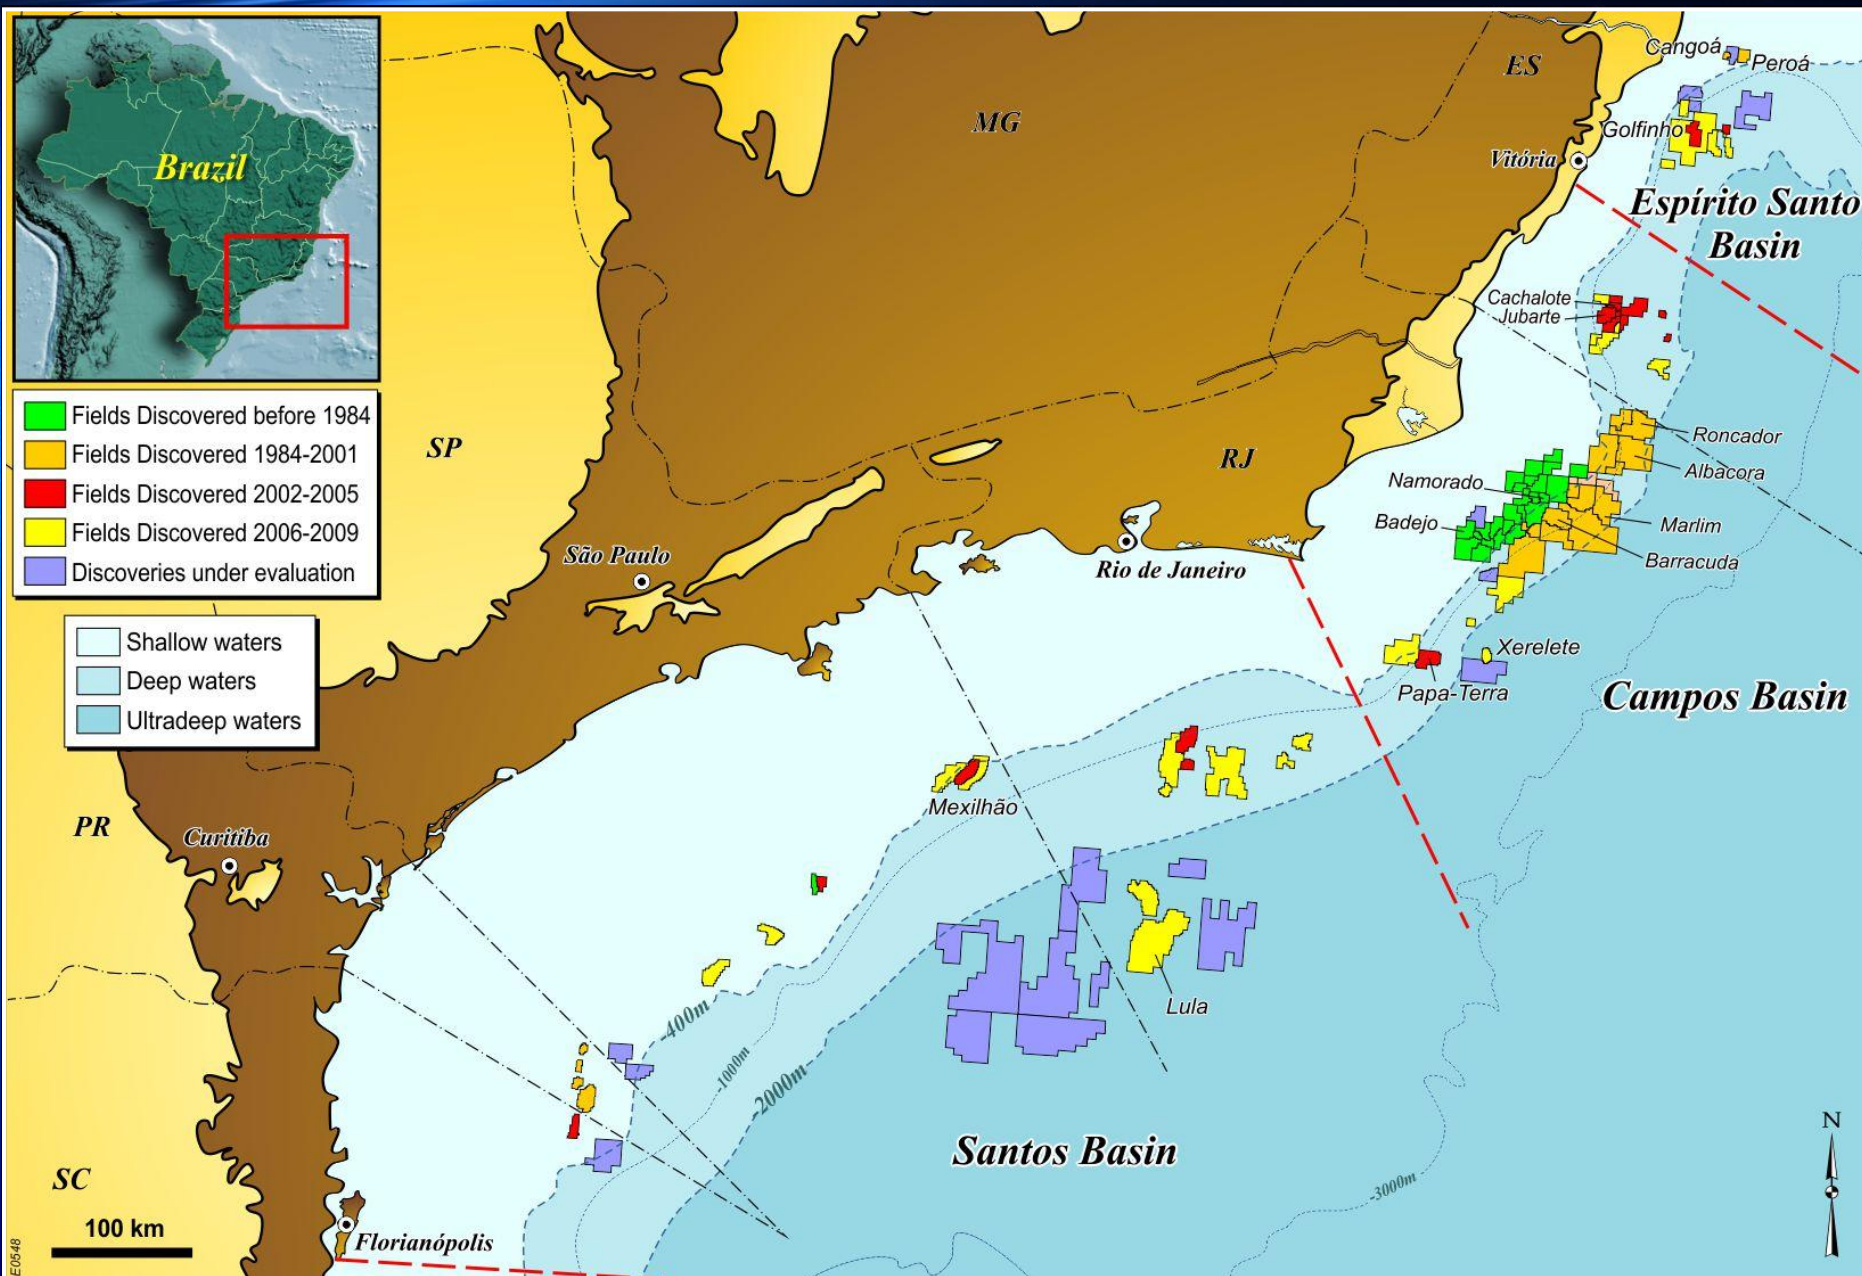 Brazil
Fields Discovered before 1984
Fields Discovered 1984-2001
Fields Discovered 2002-2005
Fields Discovered 2006-2009
Discoveries under evaluation
Shallow waters
Deep waters
Ultradeep waters
MG
ES
SP
RJ
PR
SC
Vitória
São Paulo
Rio de Janeiro
Curitiba
Florianópolis
Cangoá
Peroá
Golfinho
Espírito Santo
Basin
Cachalote
Jubarte
Roncador
Albacora
Namorado
Badejo
Marlim
Barracuda
Xerelete
Papa-Terra
Campos Basin
Mexilhão
Lula
Santos Basin
-400m
-1000m
-2000m
-3000m
N
100 km
E0548